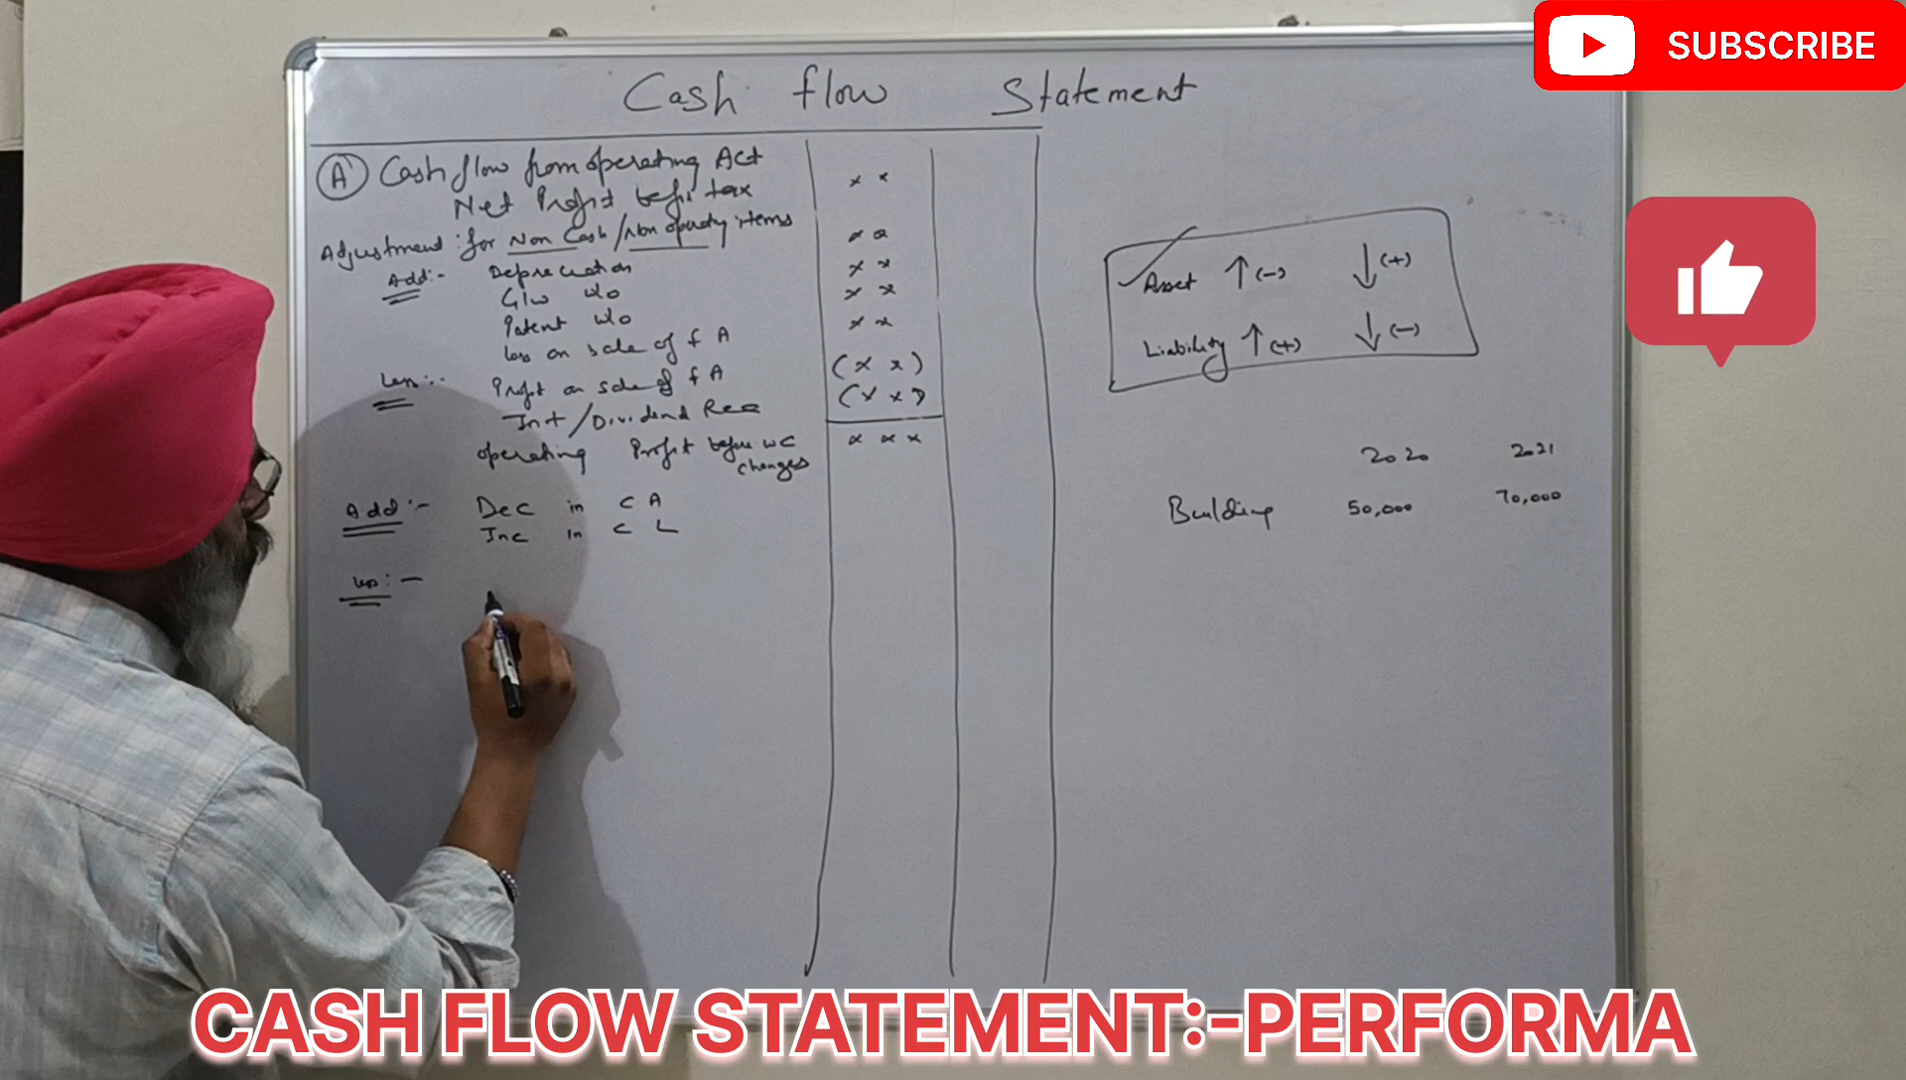 SUBSCRIBE
Cash flow Statement
(A) Cash flow from operating Act
Net Profit before tax x x
Adjustment: for Non Cash / Non operating items
Add:- Depreciation x x
G/w w/o x x
Patent w/o x x
Loss on sale of f A x x
Less:- Profit on sale of f A (x x)
Int/Dividend Rec (x x)
operating Profit before WC changes x x x
Add:- Dec in C A
Inc in C L
Less:-
Asset ↑(-) ↓(+)
Liability ↑(+) ↓(-)
2020 2021
Building 50,000 70,000
CASH FLOW STATEMENT:-PERFORMA